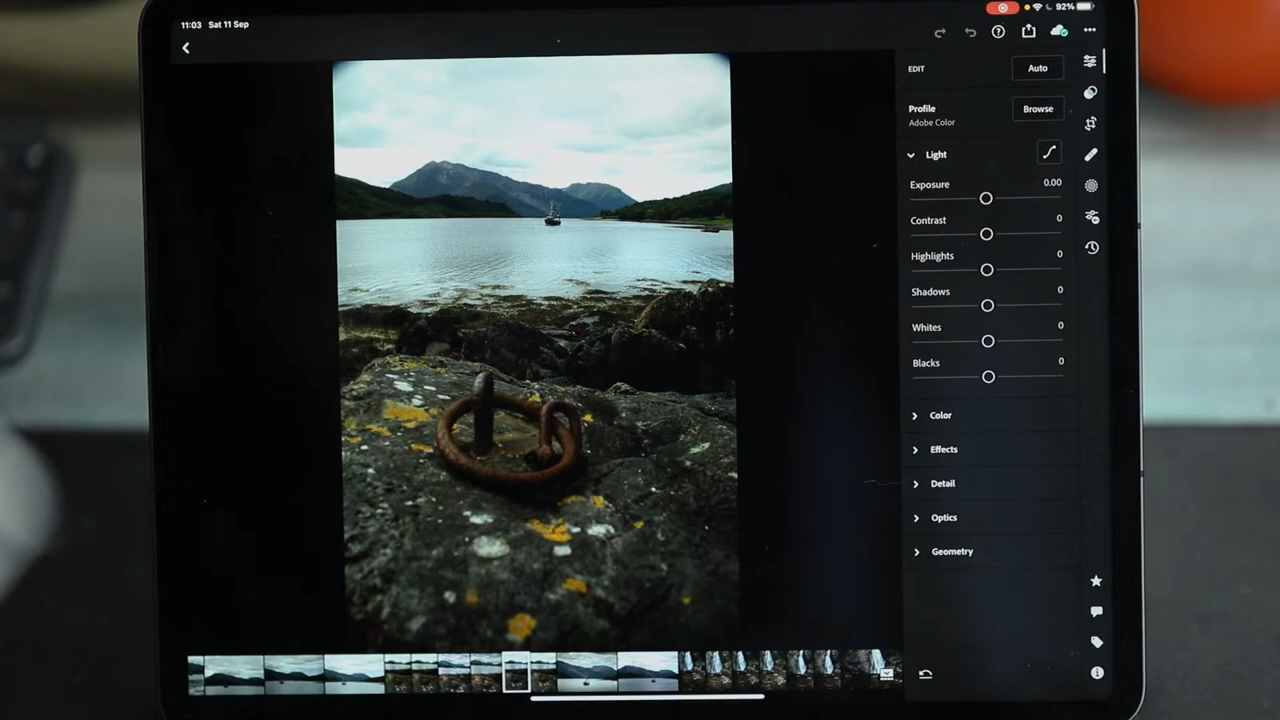 11:03 Sat 11 Sep
92%
EDIT
Auto
Profile
Adobe Color
Browse
Light
Exposure
0.00
Contrast
0
Highlights
0
Shadows
0
Whites
0
Blacks
0
Color
Effects
Detail
Optics
Geometry